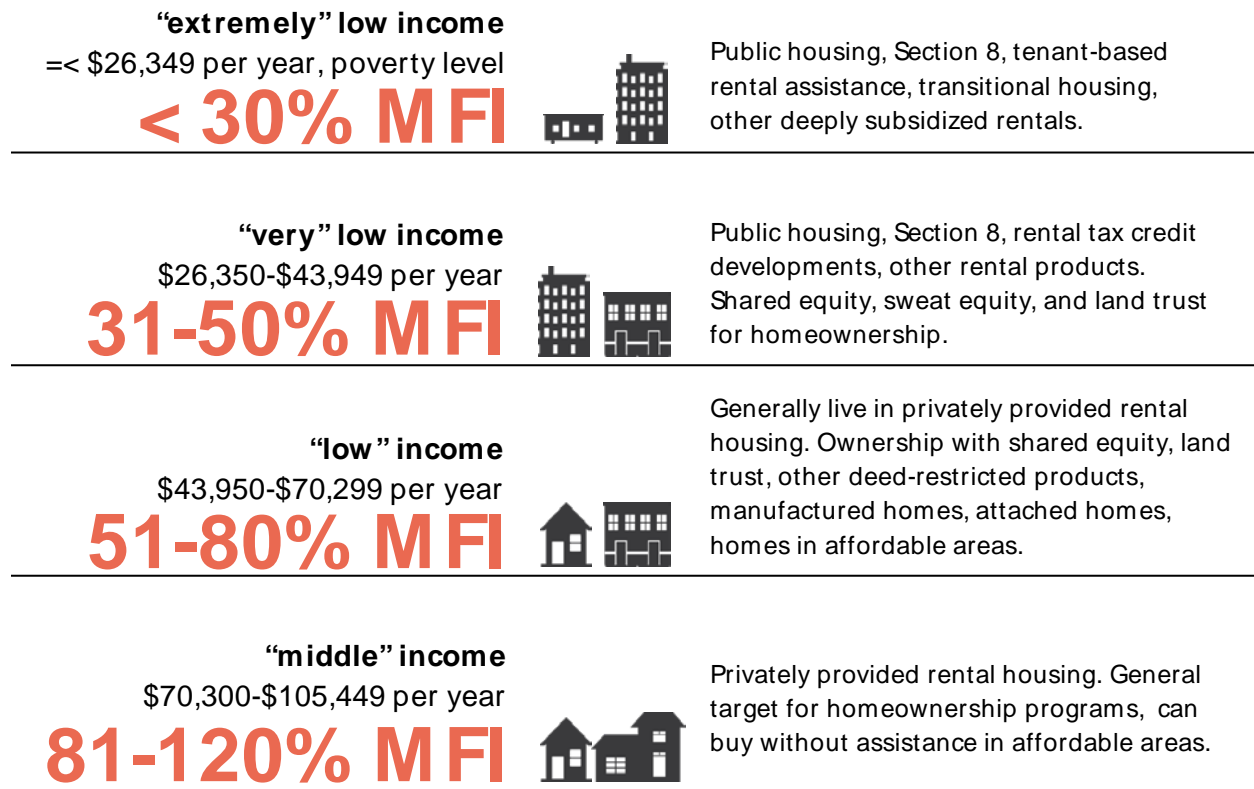 “extremely” low income
=< $26,349 per year, poverty level
< 30% MFI
Public housing, Section 8, tenant-based
rental assistance, transitional housing,
other deeply subsidized rentals.
“very” low income
$26,350-$43,949 per year
31-50% MFI
Public housing, Section 8, rental tax credit
developments, other rental products.
Shared equity, sweat equity, and land trust
for homeownership.
“low” income
$43,950-$70,299 per year
51-80% MFI
Generally live in privately provided rental
housing. Ownership with shared equity, land
trust, other deed-restricted products,
manufactured homes, attached homes,
homes in affordable areas.
“middle” income
$70,300-$105,449 per year
81-120% MFI
Privately provided rental housing. General
target for homeownership programs, can
buy without assistance in affordable areas.